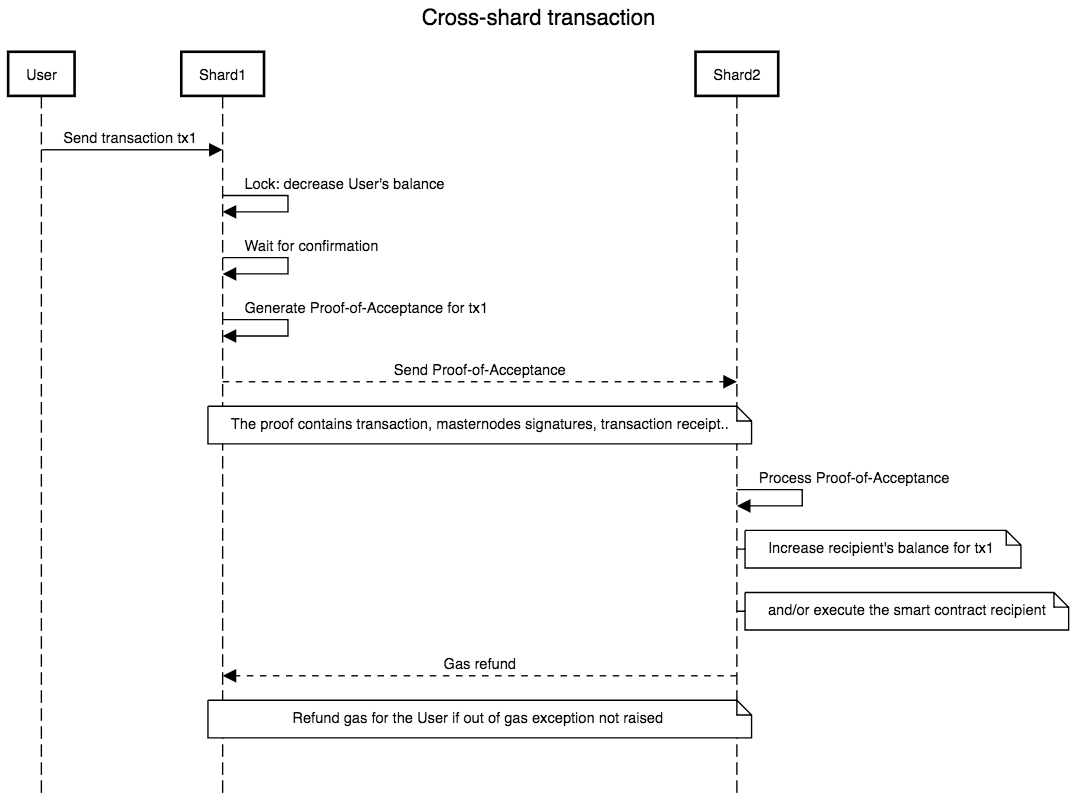 Cross-shard transaction
User
Shard1
Shard2
Send transaction tx1
Lock: decrease User's balance
Wait for confirmation
Generate Proof-of-Acceptance for tx1
Send Proof-of-Acceptance
The proof contains transaction, masternodes signatures, transaction receipt..
Process Proof-of-Acceptance
Increase recipient's balance for tx1
and/or execute the smart contract recipient
Gas refund
Refund gas for the User if out of gas exception not raised